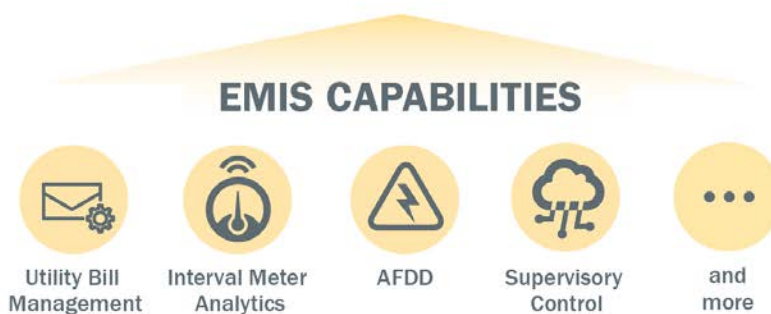 EMIS CAPABILITIES
Utility Bill
Management
Interval Meter
Analytics
AFDD
Supervisory
Control
and
more